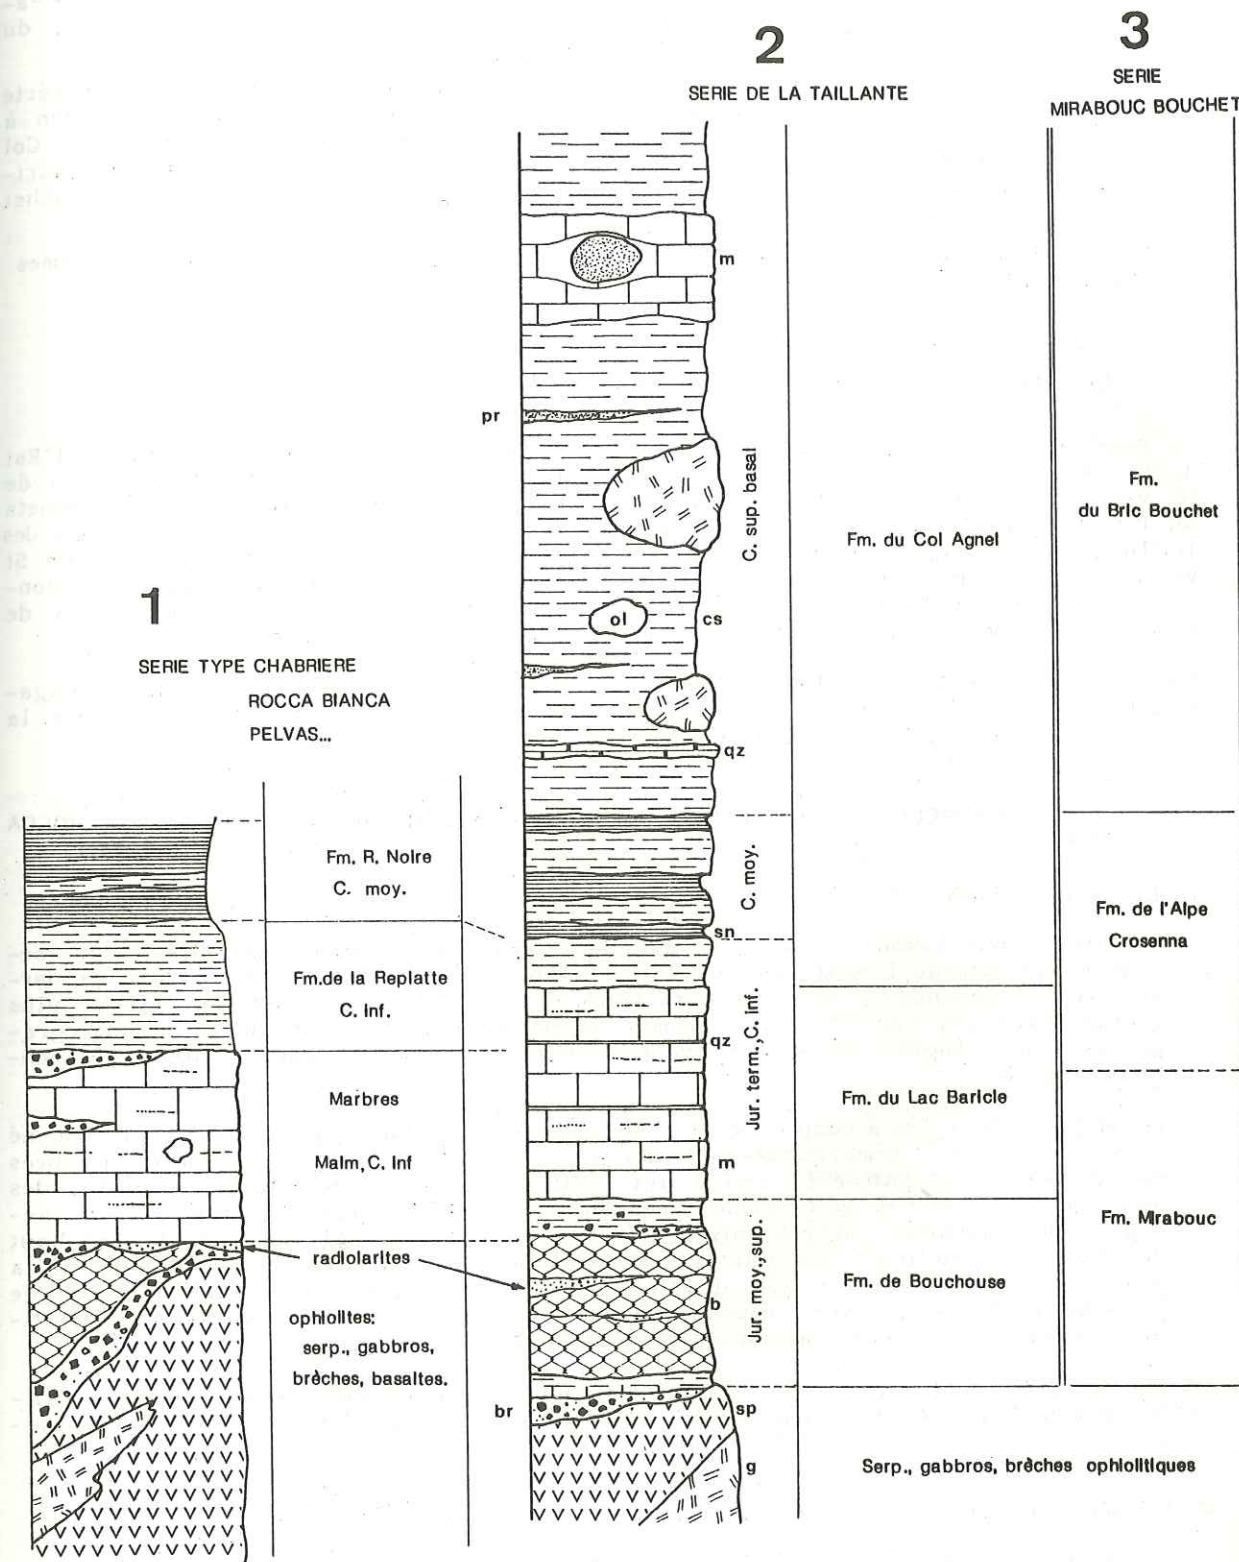 1
SERIE TYPE CHABRIERE
ROCCA BIANCA
PELVAS...
Fm. R. Noire
C. moy.
Fm.de la Replatte
C. Inf.
Marbres
Malm, C. Inf
radiolarites
ophiolites:
serp., gabbros,
brèches, basaltes.
2
SERIE DE LA TAILLANTE
m
pr
ol
cs
qz
sn
qz
m
b
br
sp
g
C. sup. basal
C. moy.
Jur. term., C. inf.
Jur. moy., sup.
Fm. du Col Agnel
Fm. du Lac Baricle
Fm. de Bouchouse
3
SERIE
MIRABOUC BOUCHET
Fm.
du Bric Bouchet
Fm. de l'Alpe
Crosenna
Fm. Mirabouc
Serp., gabbros, brèches ophiolitiques